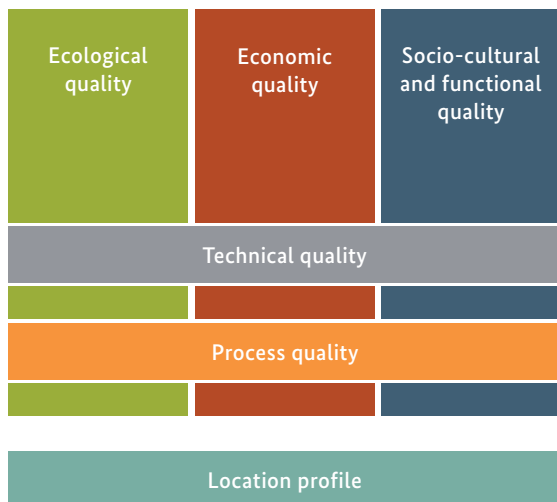 Ecological
quality
Economic
quality
Socio-cultural
and functional
quality
Technical quality
Process quality
Location profile